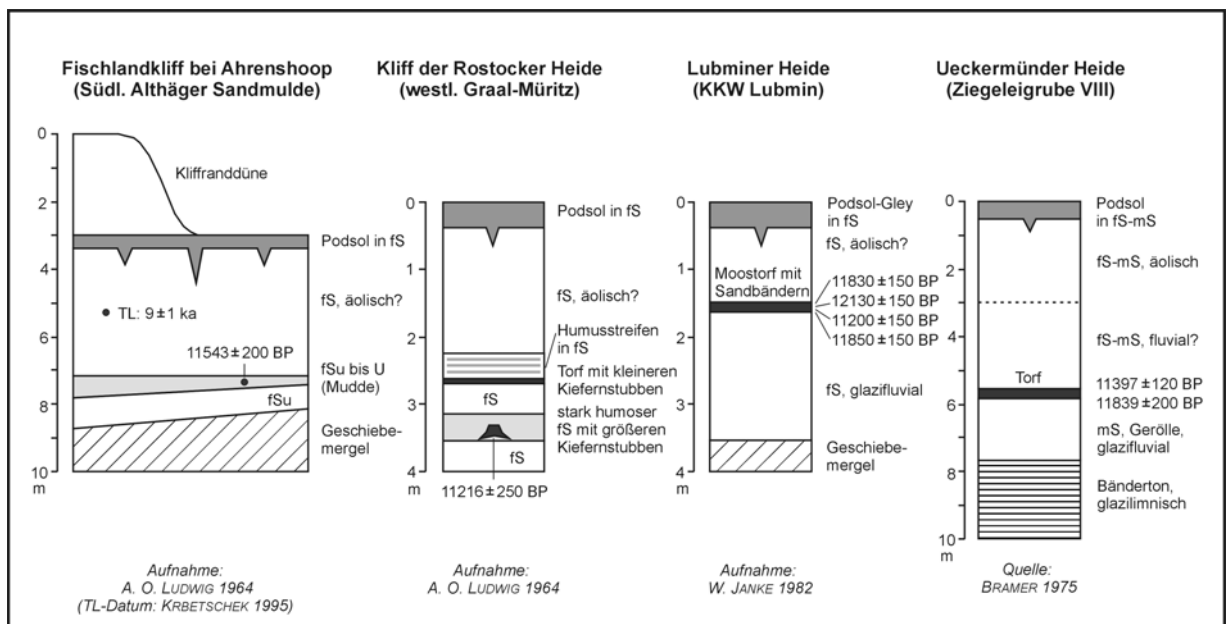 Fischlandkliff bei Ahrenshoop
(Südl. Althäger Sandmulde)
0
2
4
6
8
10
m
Kliffranddüne
Podsol in fS
fS, äolisch?
TL: 9 ± 1 ka
11543 ± 200 BP
fSu bis U
(Mudde)
fSu
Geschiebe-
mergel
Aufnahme:
A. O. LUDWIG 1964
(TL-Datum: KRBETSCHEK 1995)
Kliff der Rostocker Heide
(westl. Graal-Müritz)
0
1
2
3
4
m
Podsol in fS
fS, äolisch?
Humusstreifen
in fS
Torf mit kleineren
Kiefernstubben
fS
stark humoser
fS mit größeren
Kiefernstubben
fS
11216 ± 250 BP
Aufnahme:
A. O. LUDWIG 1964
Lubminer Heide
(KKW Lubmin)
0
1
2
3
4
m
Podsol-Gley
in fS
fS, äolisch?
Moostorf mit
Sandbändern
11830 ± 150 BP
12130 ± 150 BP
11200 ± 150 BP
11850 ± 150 BP
fS, glazifluvial
Geschiebe-
mergel
Aufnahme:
W. JANKE 1982
Ueckermünder Heide
(Ziegeleigrube VIII)
0
2
4
6
8
10
m
Podsol
in fS-mS
fS-mS, äolisch
fS-mS, fluvial?
Torf
11397 ± 120 BP
11839 ± 200 BP
mS, Gerölle,
glazifluvial
Bänderton,
glazilimnisch
Quelle:
BRAMER 1975